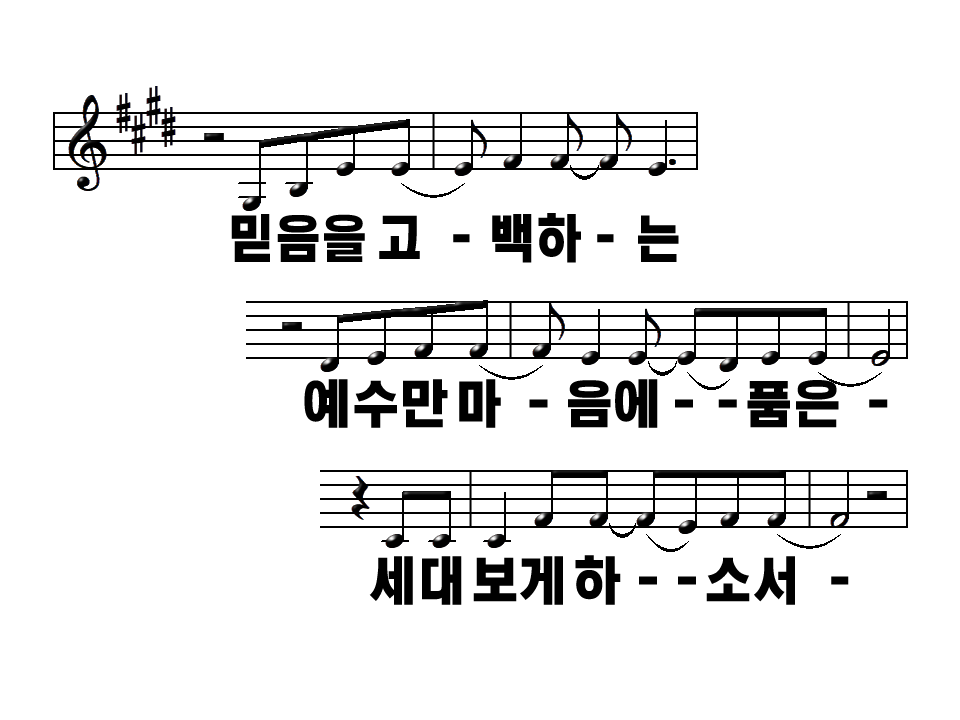 믿음을 고 - 백하 - 는
예수만 마 - 음에 - - 품은 -
세대 보게 하 - - 소서 -